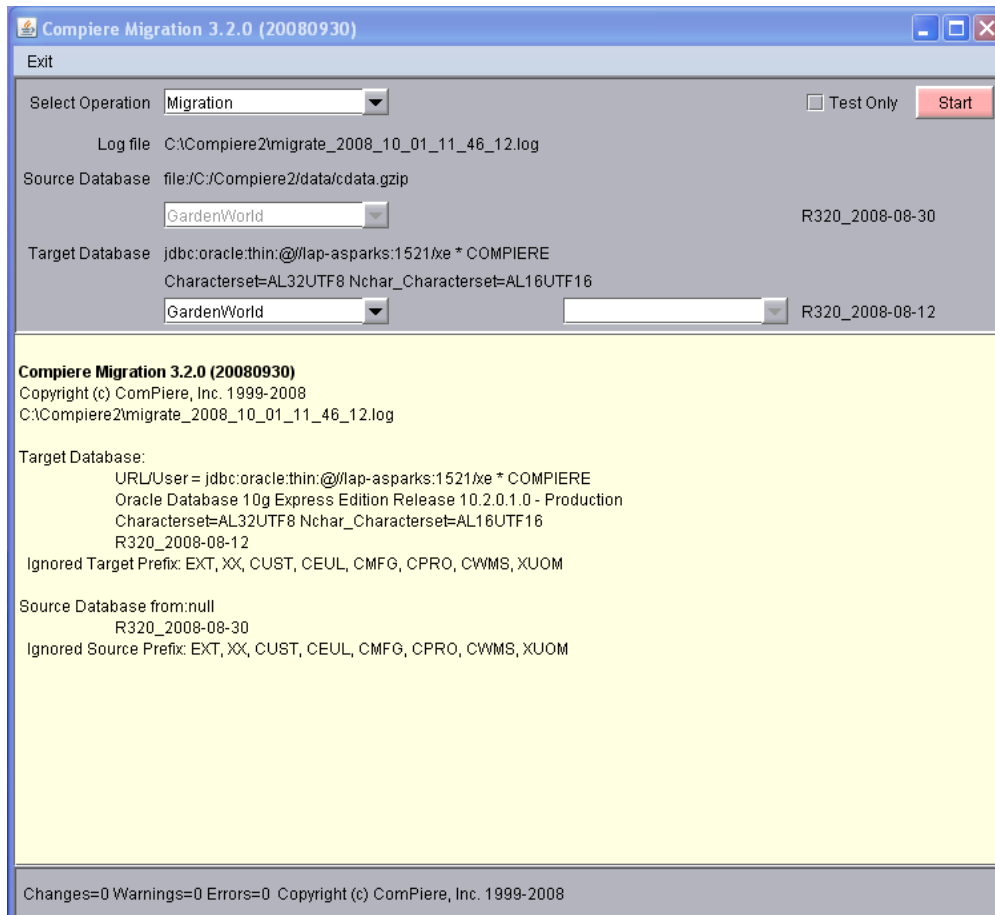 Compiere Migration 3.2.0 (20080930)
Exit
Select Operation Migration Test Only Start
Log file C:\Compiere2\migrate_2008_10_01_11_46_12.log
Source Database file:/C:/Compiere2/data/cdata.gzip
GardenWorld R320_2008-08-30
Target Database jdbc:oracle:thin:@//lap-asparks:1521/xe * COMPIERE
Characterset=AL32UTF8 Nchar_Characterset=AL16UTF16
GardenWorld R320_2008-08-12
Compiere Migration 3.2.0 (20080930)
Copyright (c) ComPiere, Inc. 1999-2008
C:\Compiere2\migrate_2008_10_01_11_46_12.log
Target Database:
URL/User = jdbc:oracle:thin:@//lap-asparks:1521/xe * COMPIERE
Oracle Database 10g Express Edition Release 10.2.0.1.0 - Production
Characterset=AL32UTF8 Nchar_Characterset=AL16UTF16
R320_2008-08-12
Ignored Target Prefix: EXT, XX, CUST, CEUL, CMFG, CPRO, CWMS, XUOM
Source Database from:null
R320_2008-08-30
Ignored Source Prefix: EXT, XX, CUST, CEUL, CMFG, CPRO, CWMS, XUOM
Changes=0 Warnings=0 Errors=0 Copyright (c) ComPiere, Inc. 1999-2008